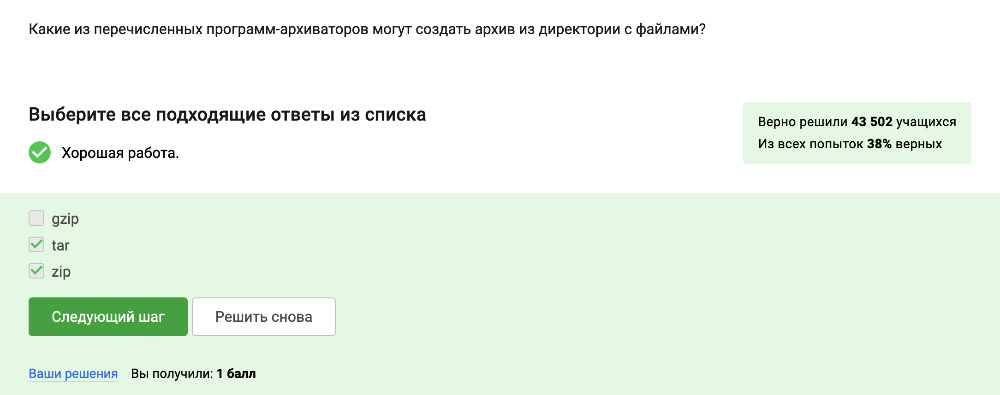 Какие из перечисленных программ-архиваторов могут создать архив из директории с файлами?
Выберите все подходящие ответы из списка
Хорошая работа.
Верно решили 43 502 учащихся
Из всех попыток 38% верных
gzip
tar
zip
Следующий шаг
Решить снова
Ваши решения Вы получили: 1 балл